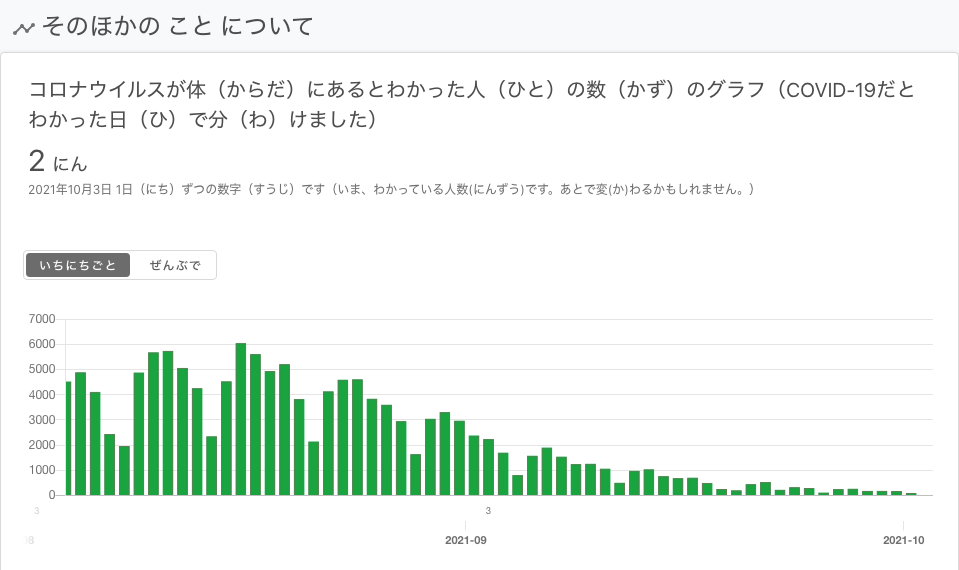 そのほかの こと について
コロナウイルスが体（からだ）にあるとわかった人（ひと）の数（かず）のグラフ（COVID-19だと
わかった日（ひ）で分（わ）けました）
2 にん
2021年10月3日 1日（にち）ずつの数字（すうじ）です（いま、わかっている人数(にんずう)です。あとで変(か)わるかもしれません。）
いちにちごと ぜんぶで
7000
6000
5000
4000
3000
2000
1000
0
3 3
8 2021-09 2021-10